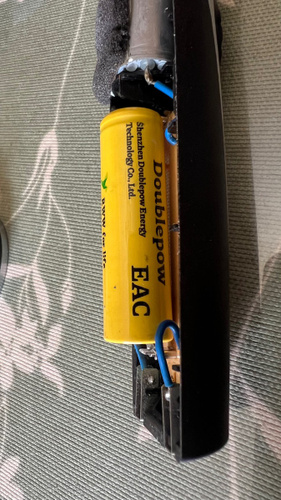 Doublepow
Shenzhen Doublepow Energy
Technology Co., Ltd.
EAC